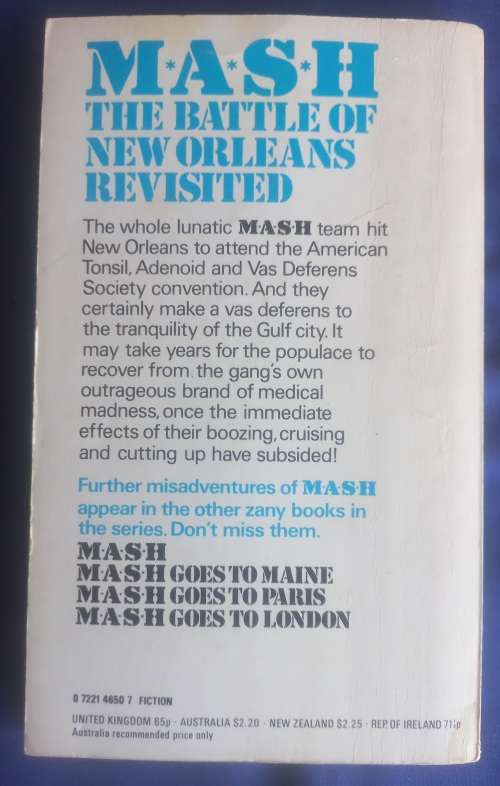 M*A*S*H
THE BATTLE OF
NEW ORLEANS
REVISITED
The whole lunatic M·A·S·H team hit
New Orleans to attend the American
Tonsil, Adenoid and Vas Deferens
Society convention. And they
certainly make a vas deferens to
the tranquility of the Gulf city. It
may take years for the populace to
recover from the gang's own
outrageous brand of medical
madness, once the immediate
effects of their boozing, cruising
and cutting up have subsided!
Further misadventures of M·A·S·H
appear in the other zany books in
the series. Don't miss them.
M·A·S·H
M·A·S·H GOES TO MAINE
M·A·S·H GOES TO PARIS
M·A·S·H GOES TO LONDON
0 7221 4650 7 FICTION
UNITED KINGDOM 65p · AUSTRALIA $2.20 · NEW ZEALAND $2.25 · REP. OF IRELAND 71½p
Australia recommended price only